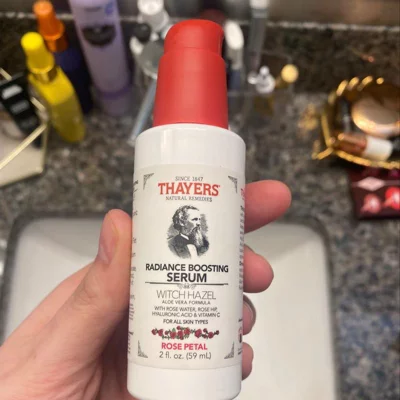 SINCE 1847
THAYERS
NATURAL REMEDIES
RADIANCE BOOSTING
SERUM
WITCH HAZEL
ALOE VERA FORMULA
WITH ROSE WATER, ROSE HIP,
HYALURONIC ACID & VITAMIN C
FOR ALL SKIN TYPES
ROSE PETAL
2 fl. oz. (59 mL)